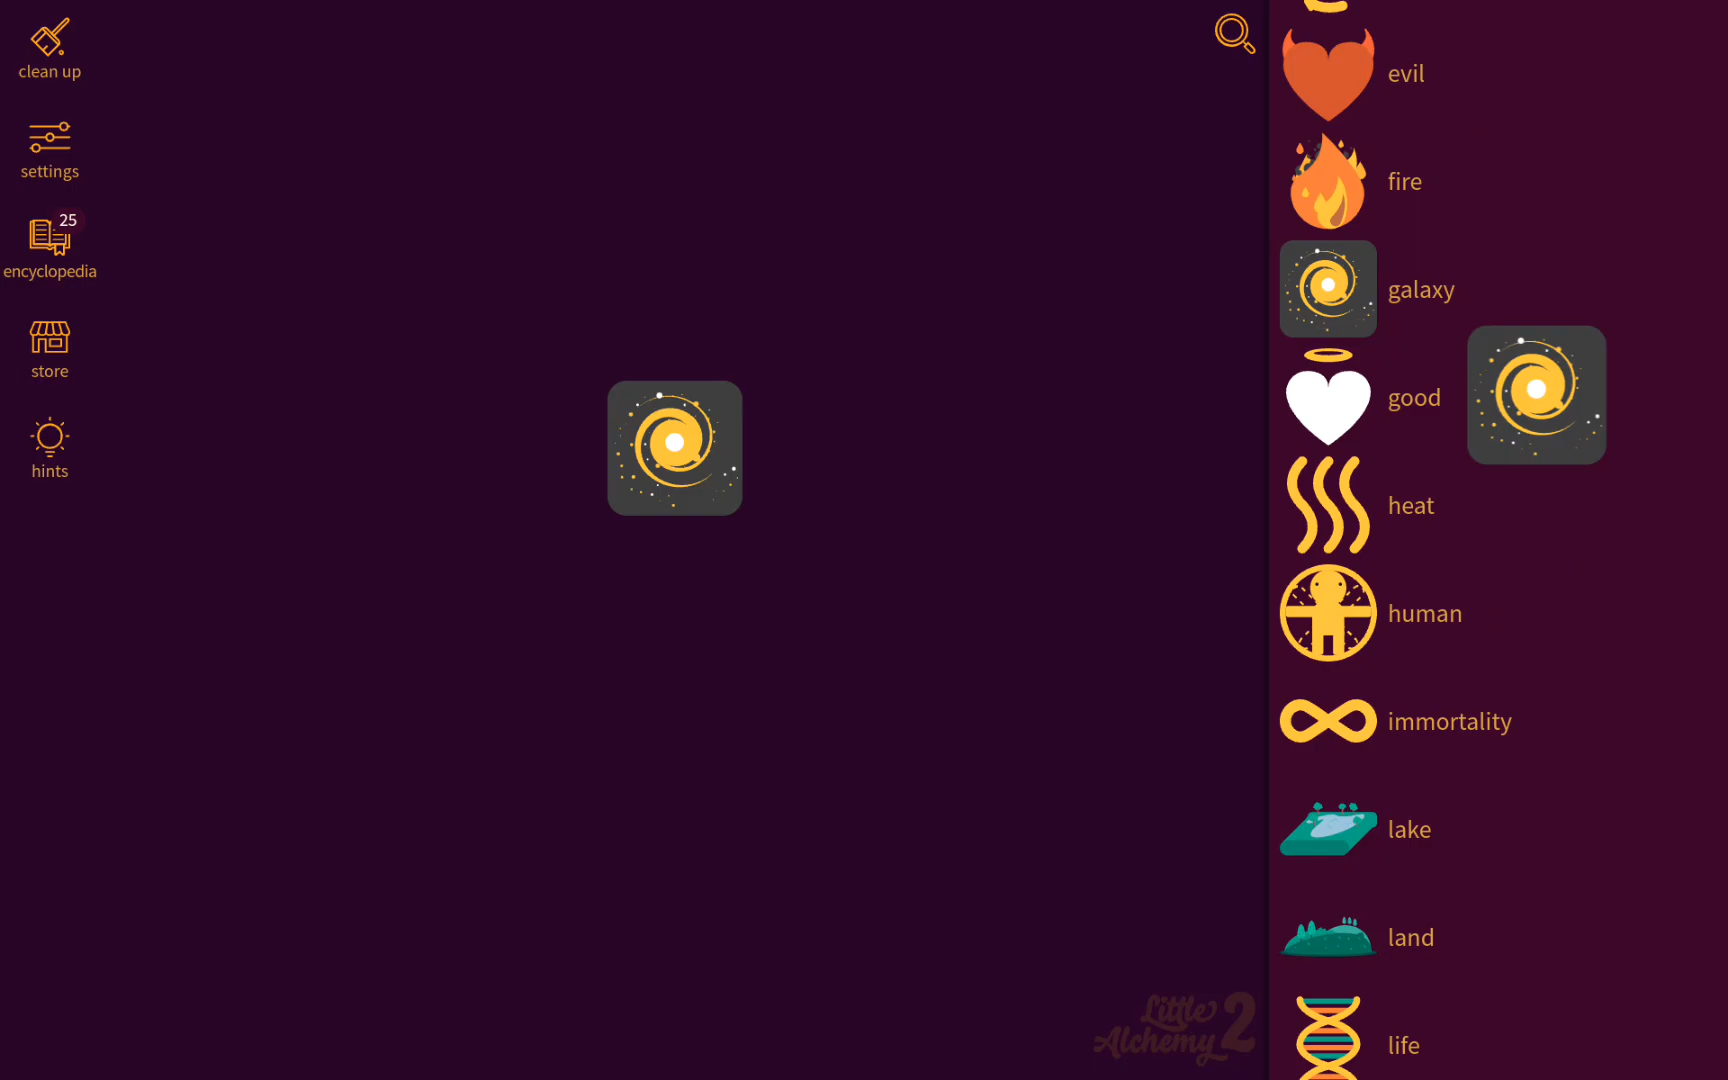 clean up
settings
25
encyclopedia
store
hints
evil
fire
galaxy
good
heat
human
immortality
lake
land
life
Little
Alchemy 2